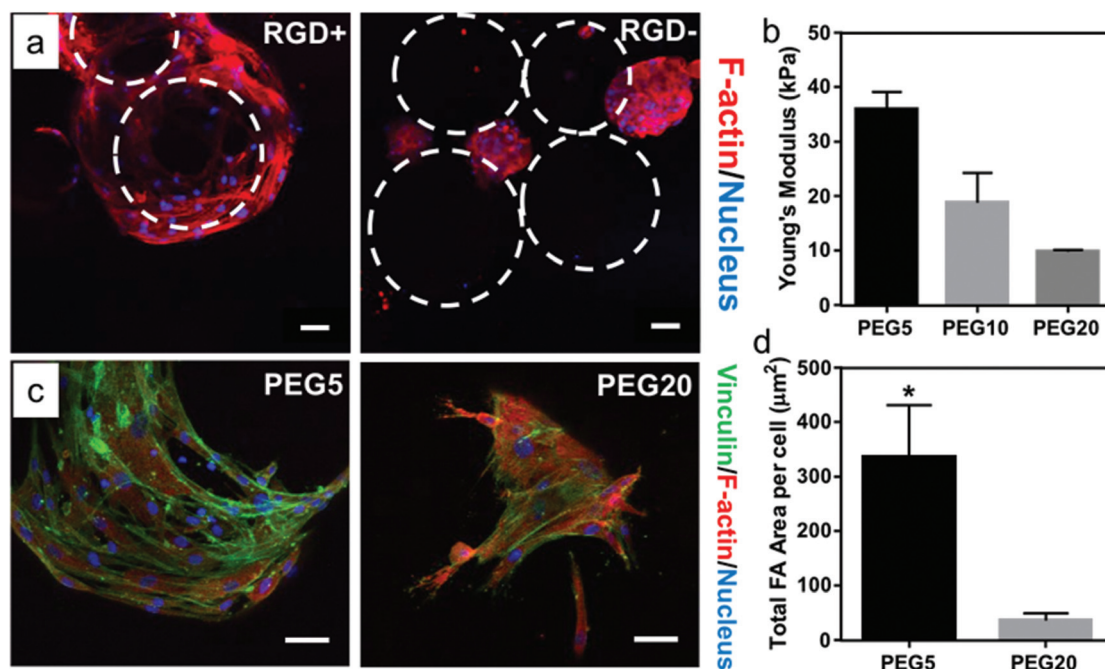 a
RGD+
RGD-
F-actin/Nucleus
b
Young's Modulus (kPa)
50
40
30
20
10
0
PEG5
PEG10
PEG20
c
PEG5
PEG20
Vinculin/F-actin/Nucleus
d
Total FA Area per cell (μm²)
500
400
300
200
100
0
*
PEG5
PEG20